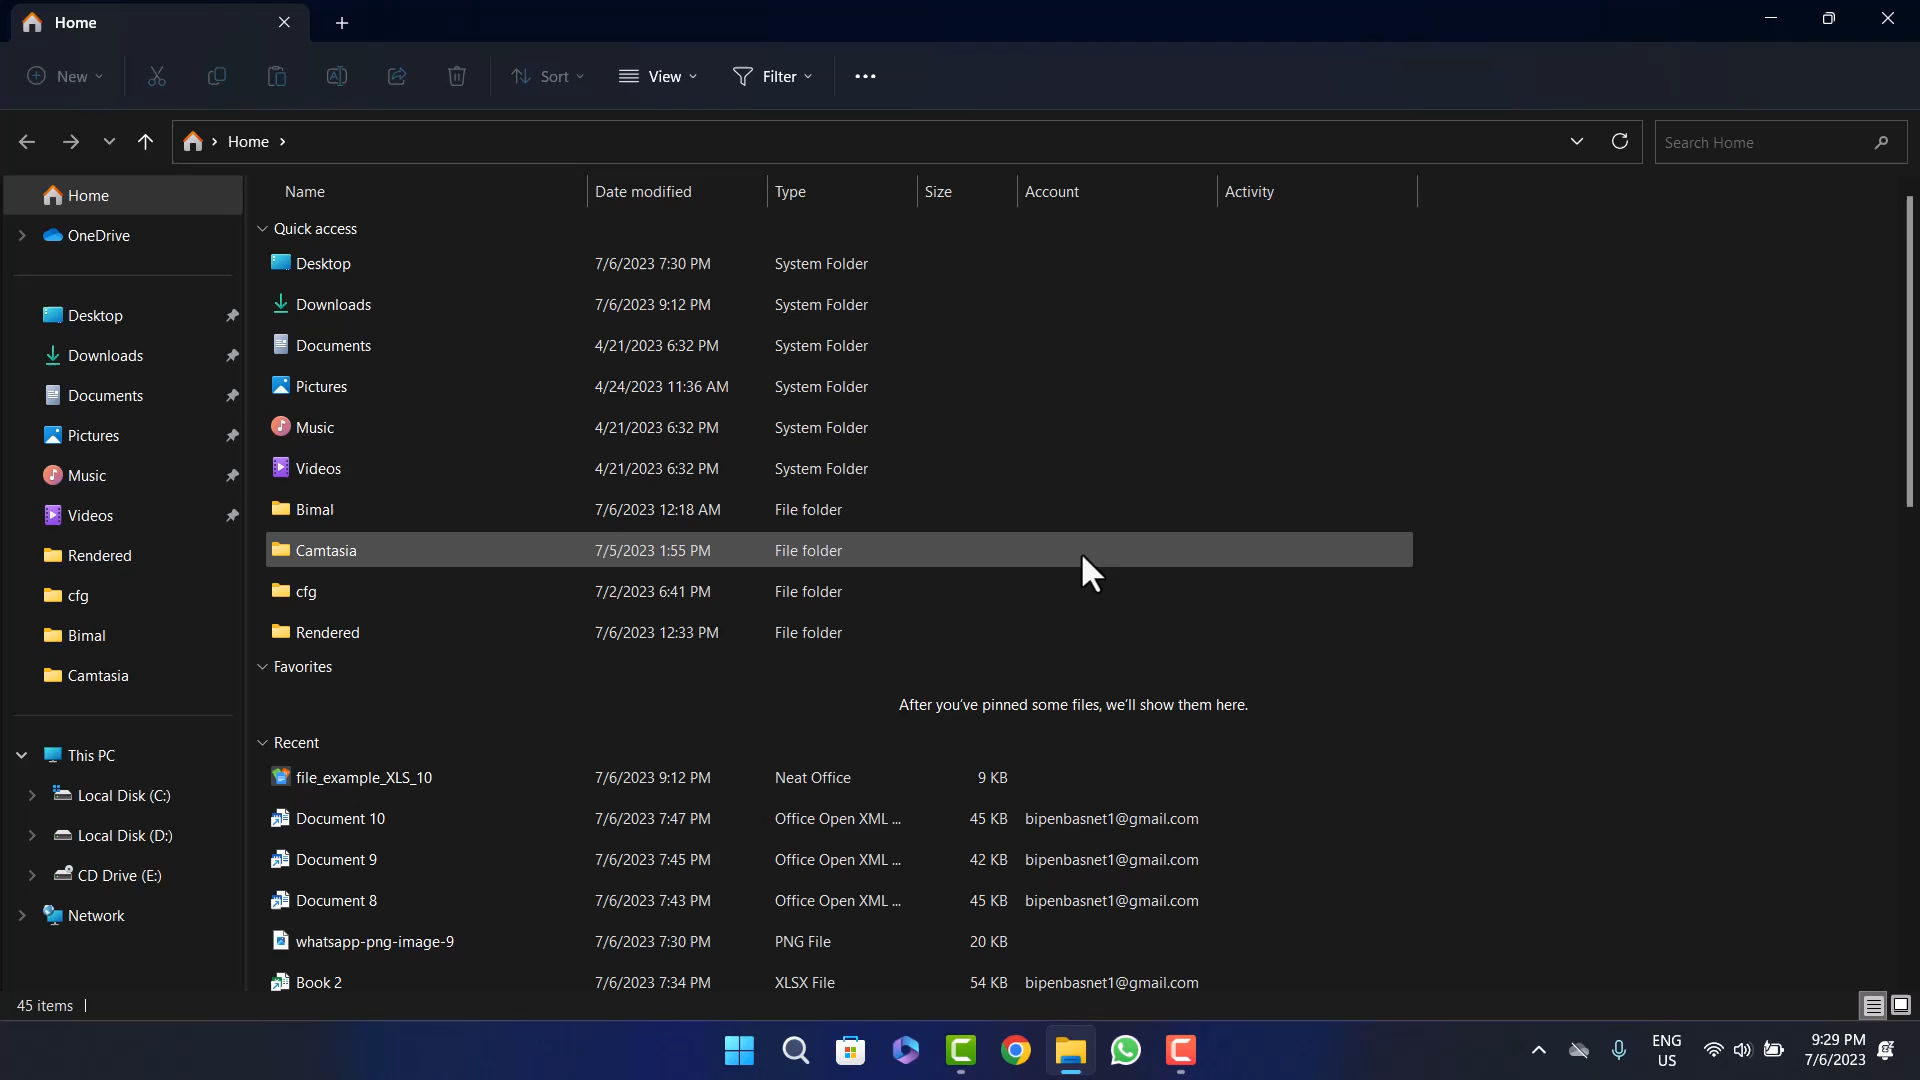 Home
New
Sort
View
Filter
Home
Search Home
Home
OneDrive
Desktop
Downloads
Documents
Pictures
Music
Videos
Rendered
cfg
Bimal
Camtasia
This PC
Local Disk (C:)
Local Disk (D:)
CD Drive (E:)
Network
Name Date modified Type Size Account Activity
Quick access
Desktop 7/6/2023 7:30 PM System Folder
Downloads 7/6/2023 9:12 PM System Folder
Documents 4/21/2023 6:32 PM System Folder
Pictures 4/24/2023 11:36 AM System Folder
Music 4/21/2023 6:32 PM System Folder
Videos 4/21/2023 6:32 PM System Folder
Bimal 7/6/2023 12:18 AM File folder
Camtasia 7/5/2023 1:55 PM File folder
cfg 7/2/2023 6:41 PM File folder
Rendered 7/6/2023 12:33 PM File folder
Favorites
After you've pinned some files, we'll show them here.
Recent
file_example_XLS_10 7/6/2023 9:12 PM Neat Office 9 KB
Document 10 7/6/2023 7:47 PM Office Open XML ... 45 KB bipenbasnet1@gmail.com
Document 9 7/6/2023 7:45 PM Office Open XML ... 42 KB bipenbasnet1@gmail.com
Document 8 7/6/2023 7:43 PM Office Open XML ... 45 KB bipenbasnet1@gmail.com
whatsapp-png-image-9 7/6/2023 7:30 PM PNG File 20 KB
Book 2 7/6/2023 7:34 PM XLSX File 54 KB bipenbasnet1@gmail.com
45 items
ENG
US
9:29 PM
7/6/2023